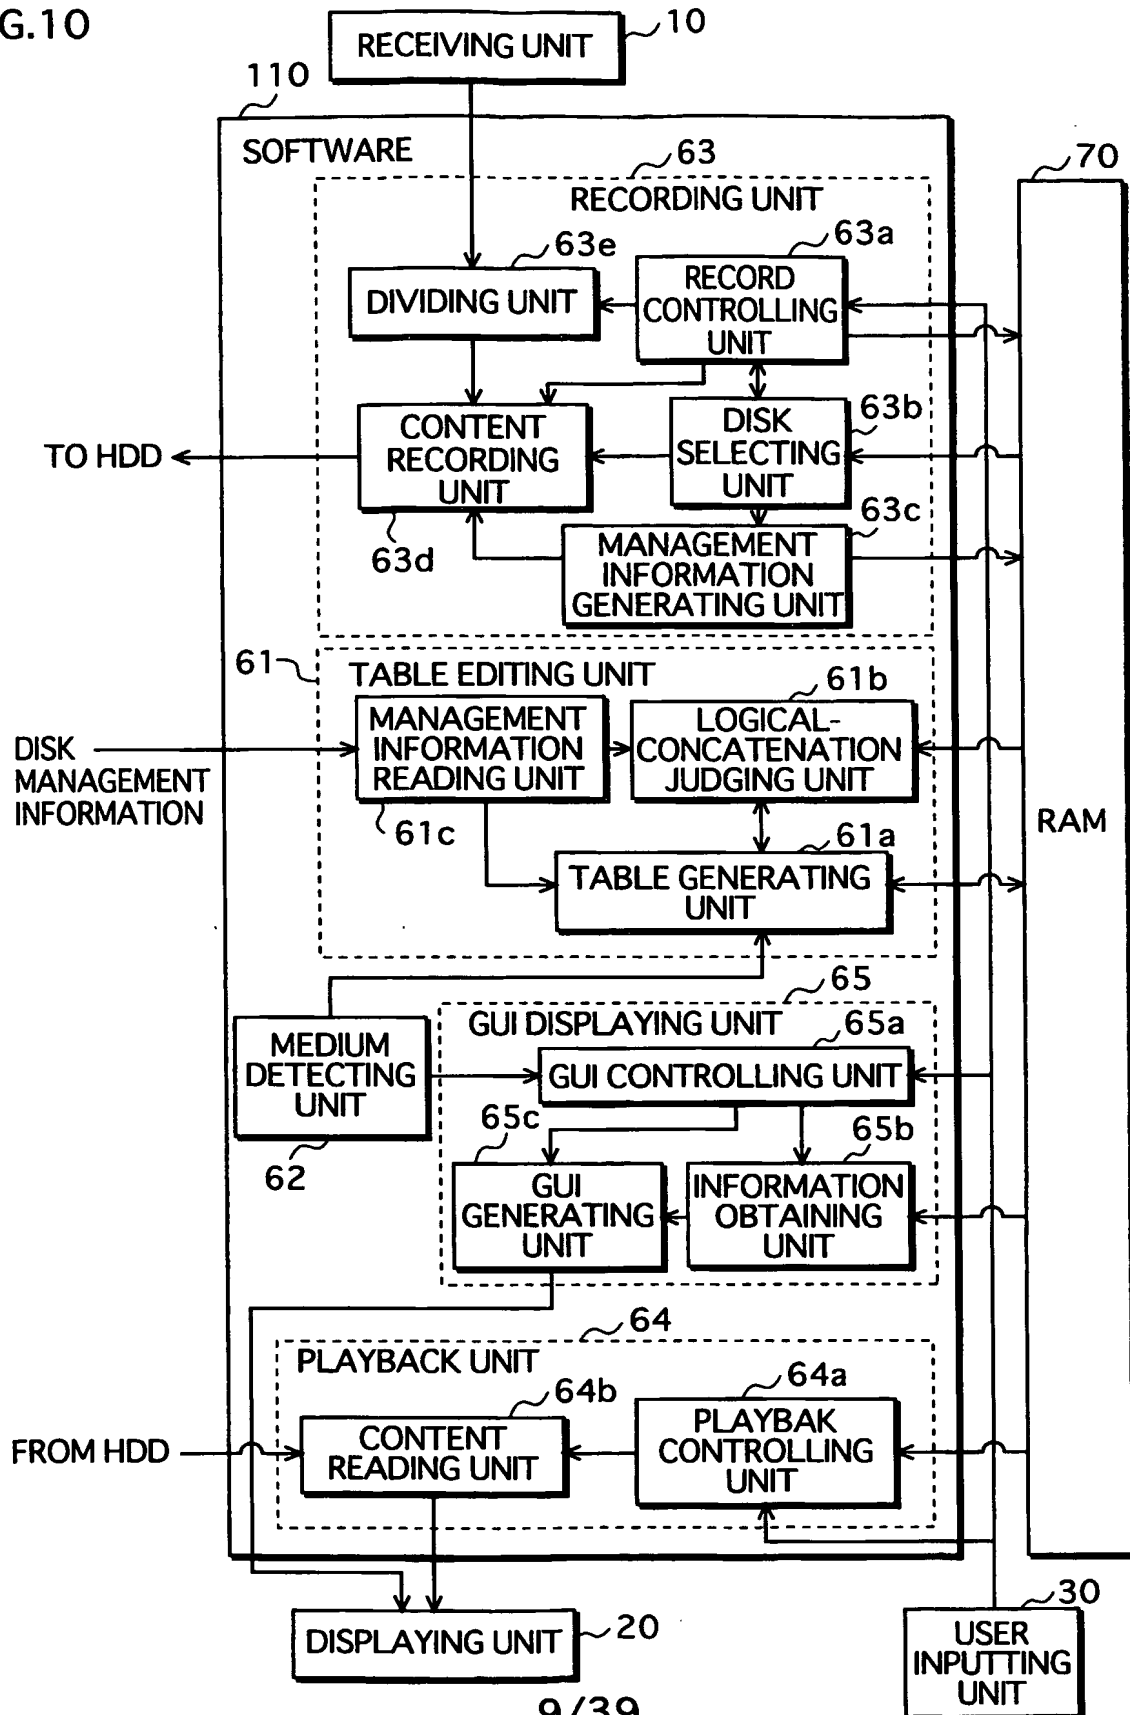 G.10
RECEIVING UNIT
10
110
SOFTWARE
63
70
RECORDING UNIT
63e
63a
DIVIDING UNIT
RECORD
CONTROLLING
UNIT
63b
CONTENT
RECORDING
UNIT
DISK
SELECTING
UNIT
TO HDD
63d
63c
MANAGEMENT
INFORMATION
GENERATING UNIT
61
TABLE EDITING UNIT
61b
MANAGEMENT
INFORMATION
READING UNIT
LOGICAL-
CONCATENATION
JUDGING UNIT
DISK
MANAGEMENT
INFORMATION
61c
61a
RAM
TABLE GENERATING
UNIT
65
GUI DISPLAYING UNIT
65a
MEDIUM
DETECTING
UNIT
GUI CONTROLLING UNIT
62
65c
65b
GUI
GENERATING
UNIT
INFORMATION
OBTAINING
UNIT
64
PLAYBACK UNIT
64b
64a
FROM HDD
CONTENT
READING UNIT
PLAYBAK
CONTROLLING
UNIT
DISPLAYING UNIT
20
30
USER
INPUTTING
UNIT
9/39